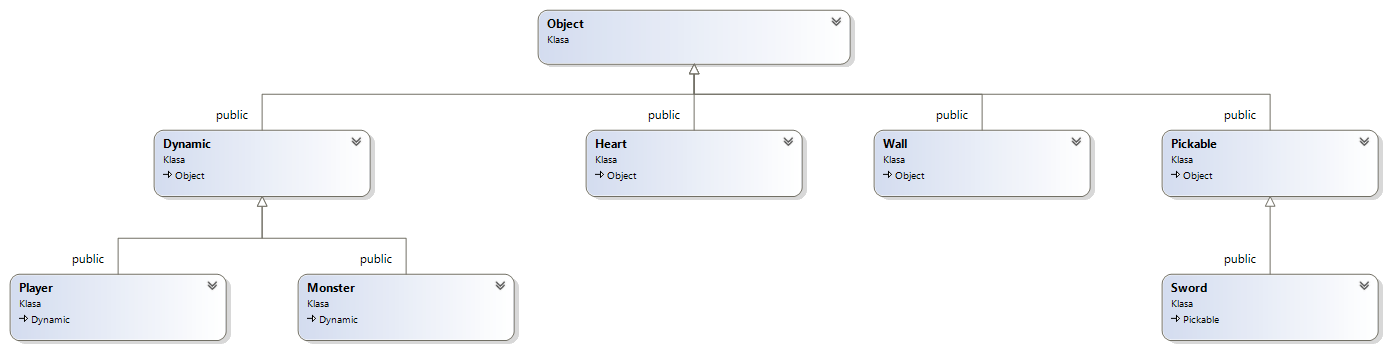 Object
Klasa
public
public
public
public
Dynamic
Klasa
Object
Heart
Klasa
Object
Wall
Klasa
Object
Pickable
Klasa
Object
public
public
public
Player
Klasa
Dynamic
Monster
Klasa
Dynamic
Sword
Klasa
Pickable